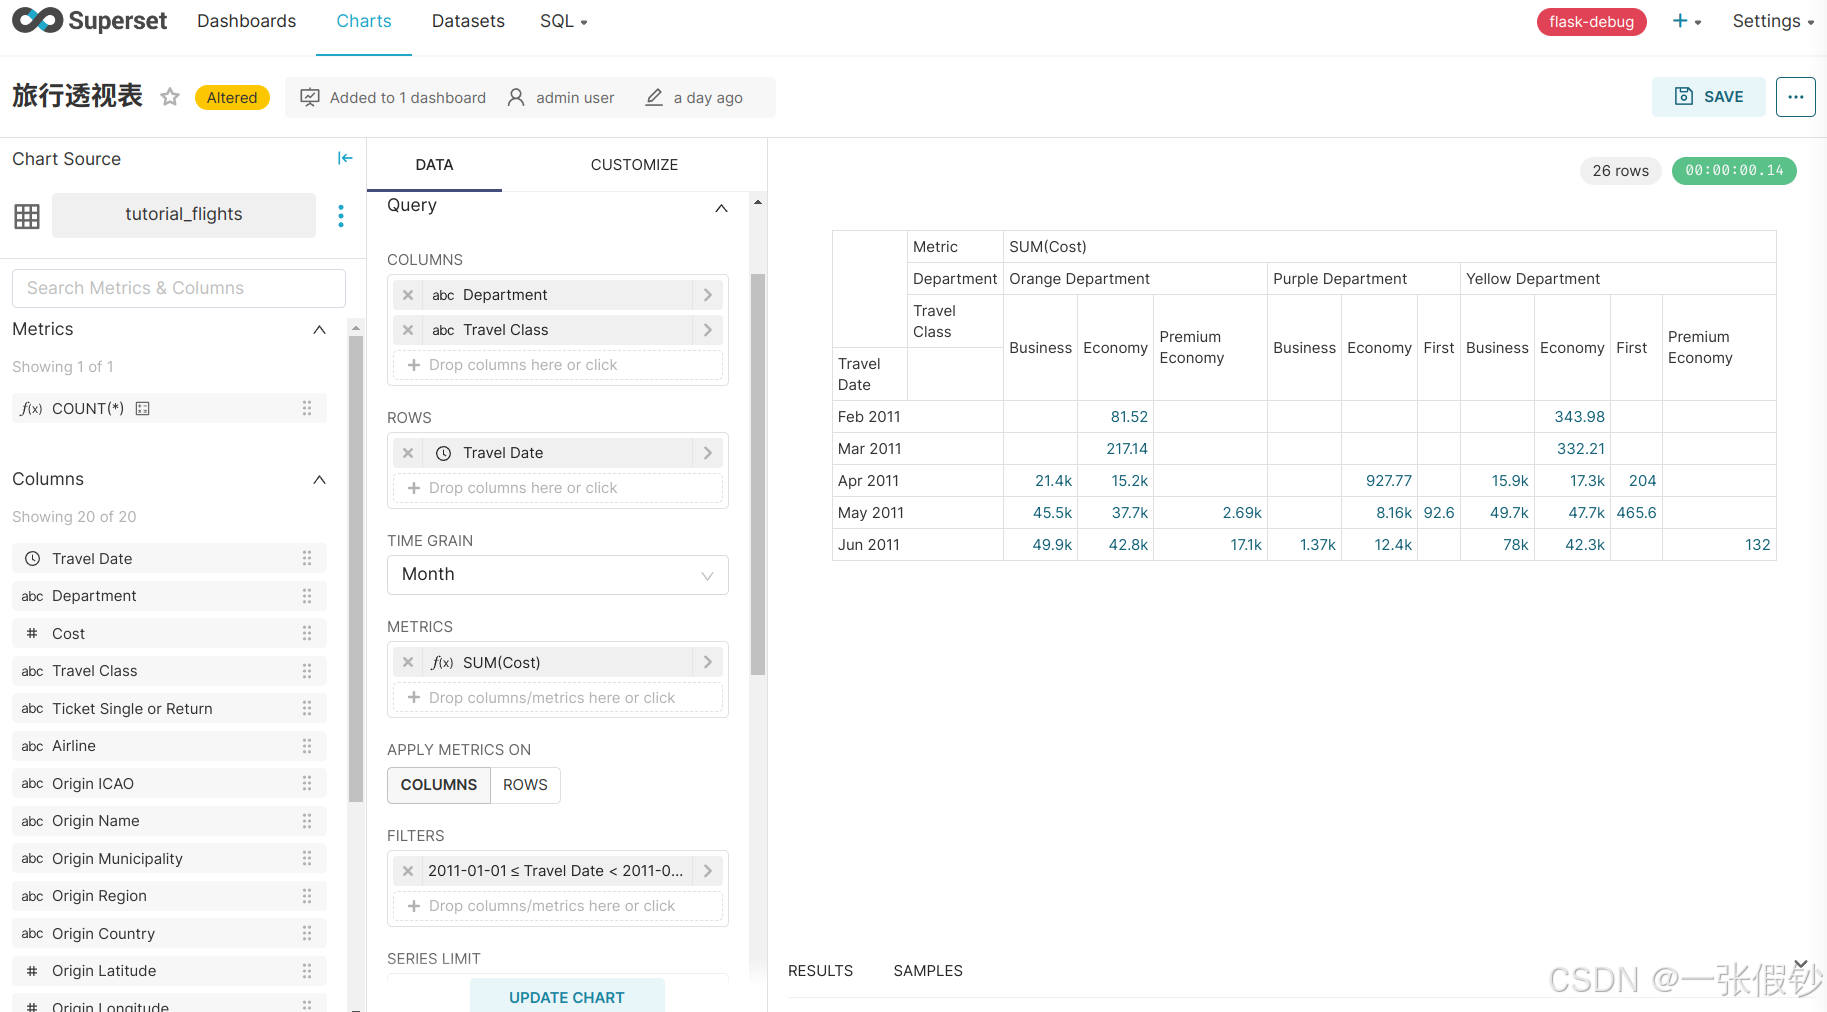 Superset Dashboards Charts Datasets SQL flask-debug + Settings
旅行透视表 Altered Added to 1 dashboard admin user a day ago SAVE ...
Chart Source
tutorial_flights
Search Metrics & Columns
Metrics
Showing 1 of 1
f(x) COUNT(*)
Columns
Showing 20 of 20
Travel Date
abc Department
# Cost
abc Travel Class
abc Ticket Single or Return
abc Airline
abc Origin ICAO
abc Origin Name
abc Origin Municipality
abc Origin Region
abc Origin Country
# Origin Latitude
# Origin Longitude
DATA CUSTOMIZE
Query
COLUMNS
abc Department
abc Travel Class
+ Drop columns here or click
ROWS
Travel Date
+ Drop columns here or click
TIME GRAIN
Month
METRICS
f(x) SUM(Cost)
+ Drop columns/metrics here or click
APPLY METRICS ON
COLUMNS ROWS
FILTERS
2011-01-01 ≤ Travel Date < 2011-0...
+ Drop columns/metrics here or click
SERIES LIMIT
UPDATE CHART
26 rows 00:00:00.14
Metric SUM(Cost)
Department Orange Department Purple Department Yellow Department
Travel
Class
Business Economy Premium Economy Business Economy First Business Economy First Premium Economy
Travel
Date
Feb 2011 81.52 343.98
Mar 2011 217.14 332.21
Apr 2011 21.4k 15.2k 927.77 15.9k 17.3k 204
May 2011 45.5k 37.7k 2.69k 8.16k 92.6 49.7k 47.7k 465.6
Jun 2011 49.9k 42.8k 17.1k 1.37k 12.4k 78k 42.3k 132
RESULTS SAMPLES
CSDN @一张假钞